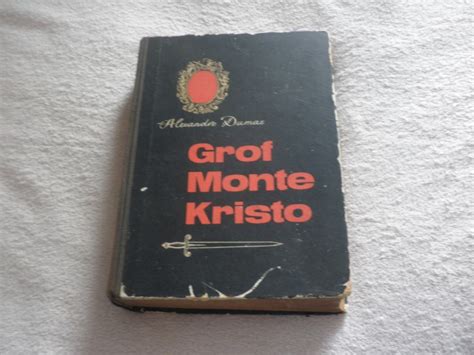 Alexandre Dumas
Grof
Monte
Kristo